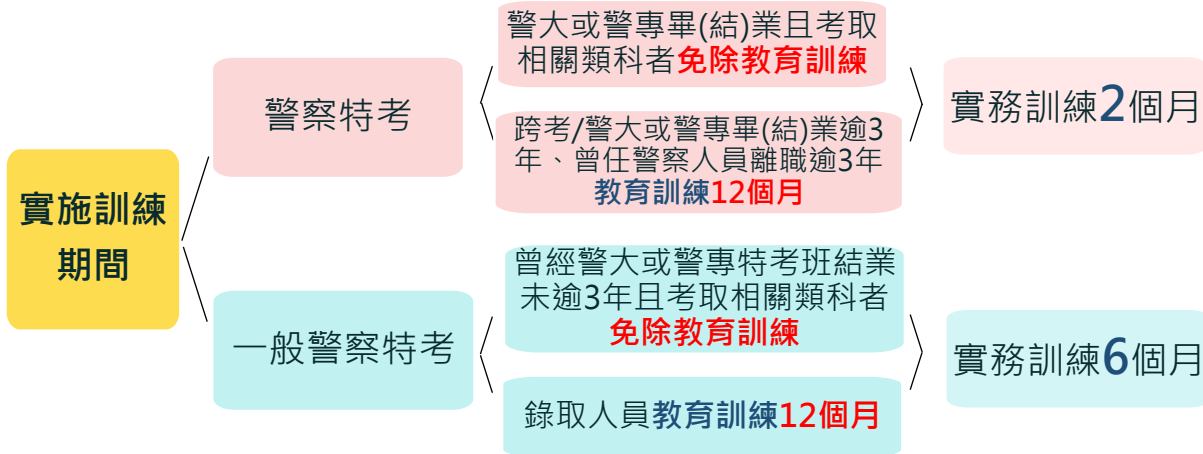 實施訓練
期間
警察特考
警大或警專畢(結)業且考取
相關類科者免除教育訓練
跨考/警大或警專畢(結)業逾3
年、曾任警察人員離職逾3年
教育訓練12個月
實務訓練2個月
一般警察特考
曾經警大或警專特考班結業
未逾3年且考取相關類科者
免除教育訓練
錄取人員教育訓練12個月
實務訓練6個月